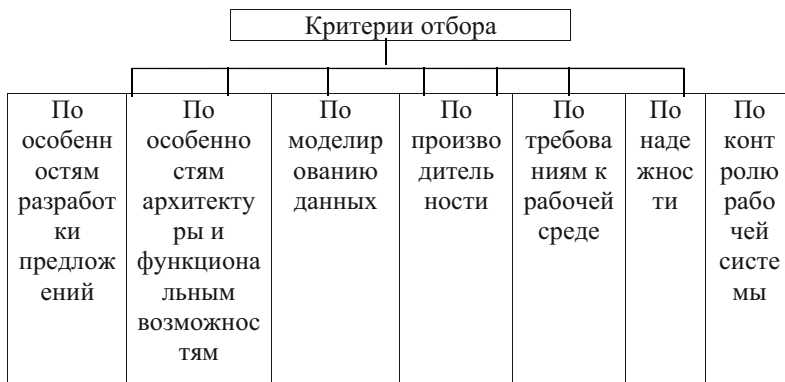 Критерии отбора
По
особенн
остям
разработ
ки
предлож
ений
По
особенно
стям
архитекту
ры и
функциона
льным
возможнос
тям
По
моделир
ованию
данных
По
произво
дитель
ности
По
требова
ниям к
рабочей
среде
По
наде
жнос
ти
По
конт
ролю
рабо
чей
систе
мы